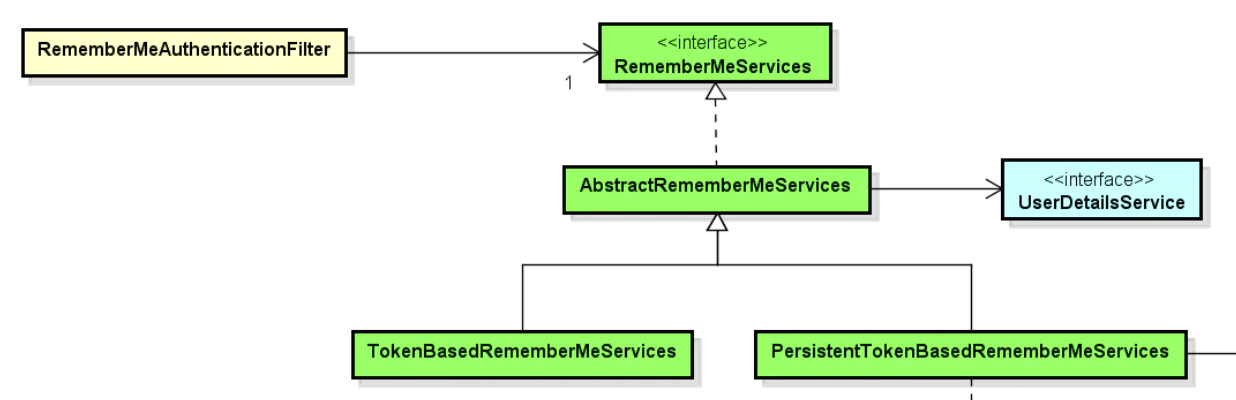 RememberMeAuthenticationFilter
<<interface>>
RememberMeServices
1
AbstractRememberMeServices
<<interface>>
UserDetailsService
TokenBasedRememberMeServices
PersistentTokenBasedRememberMeServices